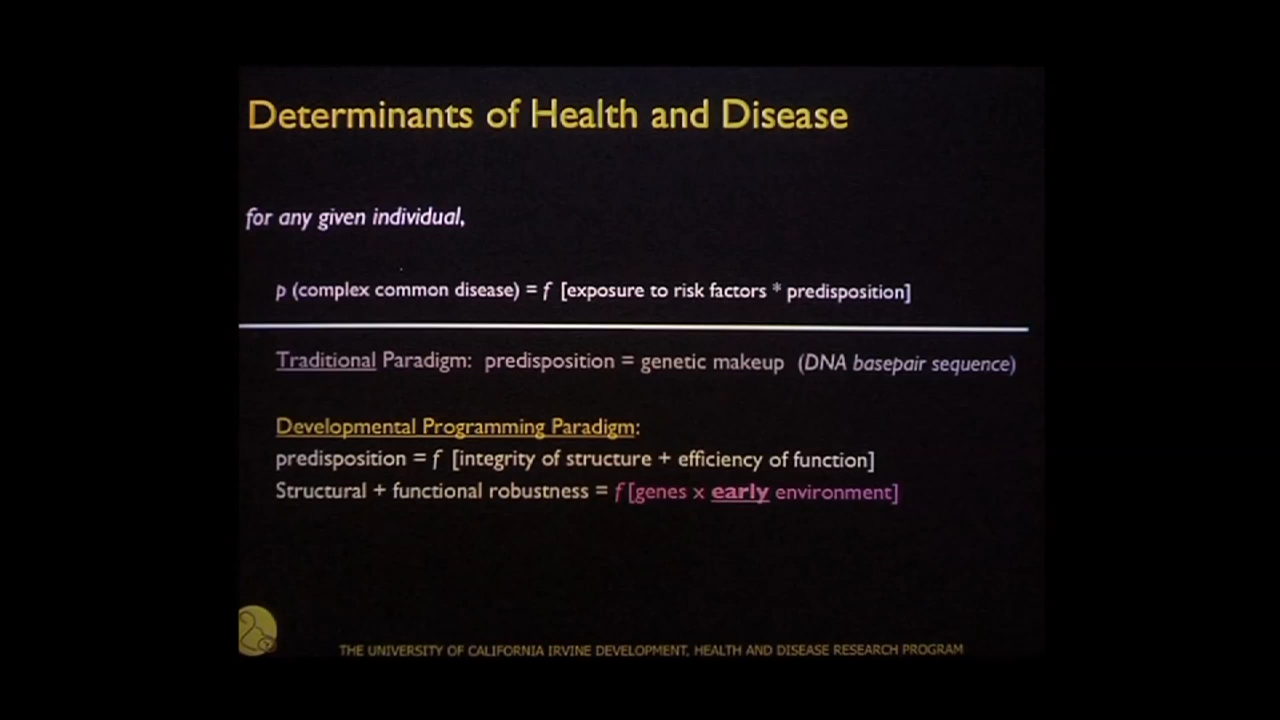 Determinants of Health and Disease
for any given individual,
p (complex common disease) = f [exposure to risk factors * predisposition]
Traditional Paradigm: predisposition = genetic makeup (DNA basepair sequence)
Developmental Programming Paradigm:
predisposition = f [integrity of structure + efficiency of function]
Structural + functional robustness = f [genes x early environment]
THE UNIVERSITY OF CALIFORNIA IRVINE DEVELOPMENT, HEALTH AND DISEASE RESEARCH PROGRAM